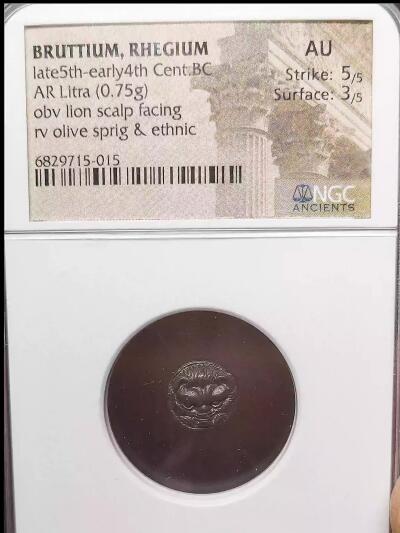 BRUTTIUM, RHEGIUM
late5th-early4th Cent.BC
AR Litra (0.75g)
obv lion scalp facing
rv olive sprig & ethnic
6829715-015
AU
Strike: 5/5
Surface: 3/5
NGC
ANCIENTS